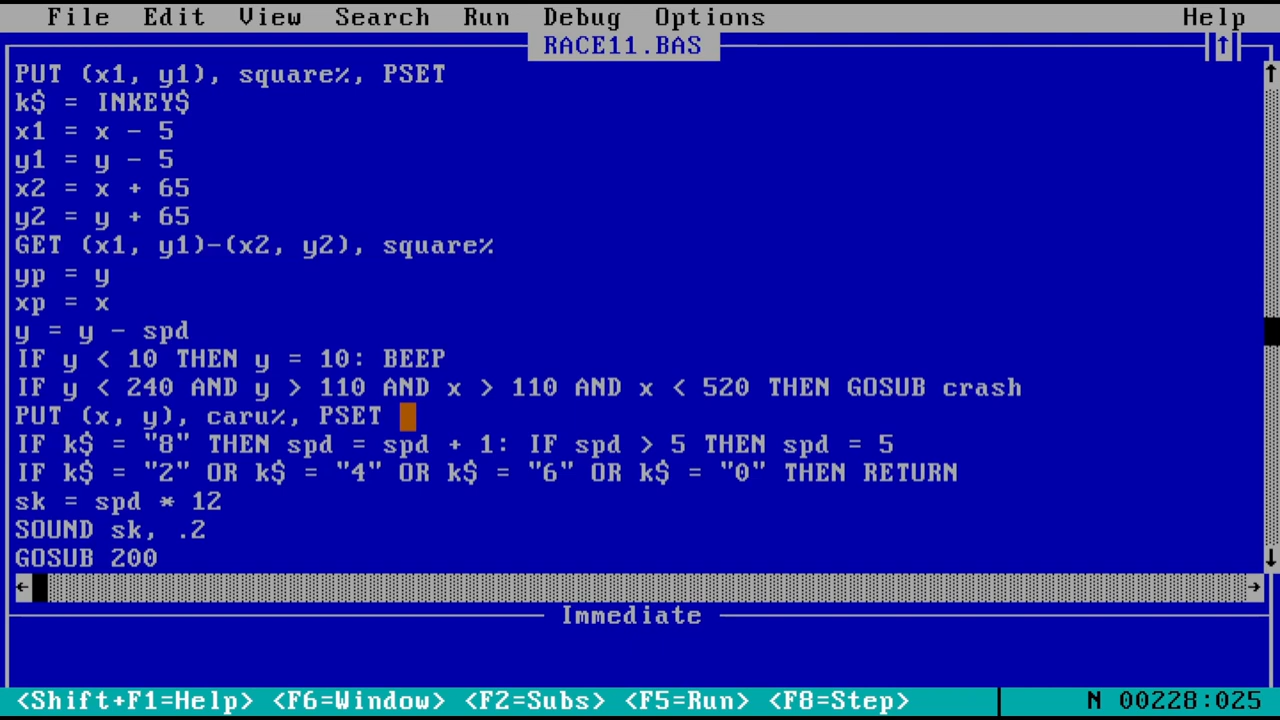 File Edit View Search Run Debug Options Help
RACE11.BAS
PUT (x1, y1), square%, PSET
k$ = INKEY$
x1 = x - 5
y1 = y - 5
x2 = x + 65
y2 = y + 65
GET (x1, y1)-(x2, y2), square%
yp = y
xp = x
y = y - spd
IF y < 10 THEN y = 10: BEEP
IF y < 240 AND y > 110 AND x > 110 AND x < 520 THEN GOSUB crash
PUT (x, y), caru%, PSET
IF k$ = "8" THEN spd = spd + 1: IF spd > 5 THEN spd = 5
IF k$ = "2" OR k$ = "4" OR k$ = "6" OR k$ = "0" THEN RETURN
sk = spd * 12
SOUND sk, .2
GOSUB 200
Immediate
<Shift+F1=Help> <F6=Window> <F2=Subs> <F5=Run> <F8=Step> N 00228:025